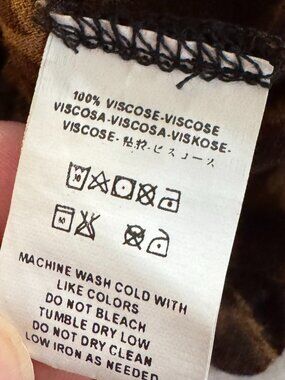 100% VISCOSE-VISCOSE
VISCOSA-VISCOSA-VISKOSE-
VISCOSE-
MACHINE WASH COLD WITH
LIKE COLORS
DO NOT BLEACH
TUMBLE DRY LOW
DO NOT DRY CLEAN
LOW IRON AS NEEDED